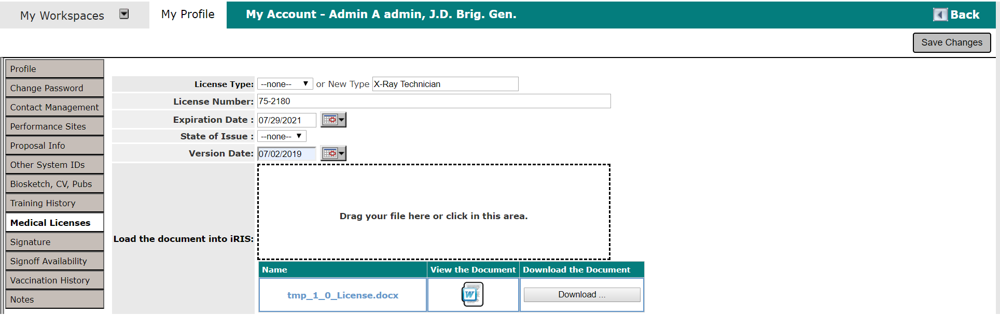 My Workspaces My Profile My Account - Admin A admin, J.D. Brig. Gen. Back
Save Changes
Profile
Change Password
Contact Management
Performance Sites
Proposal Info
Other System IDs
Biosketch, CV, Pubs
Training History
Medical Licenses
Signature
Signoff Availability
Vaccination History
Notes
License Type: --none-- or New Type X-Ray Technician
License Number: 75-2180
Expiration Date : 07/29/2021
State of Issue : --none--
Version Date: 07/02/2019
Load the document into iRIS:
Drag your file here or click in this area.
Name View the Document Download the Document
tmp_1_0_License.docx W Download ...